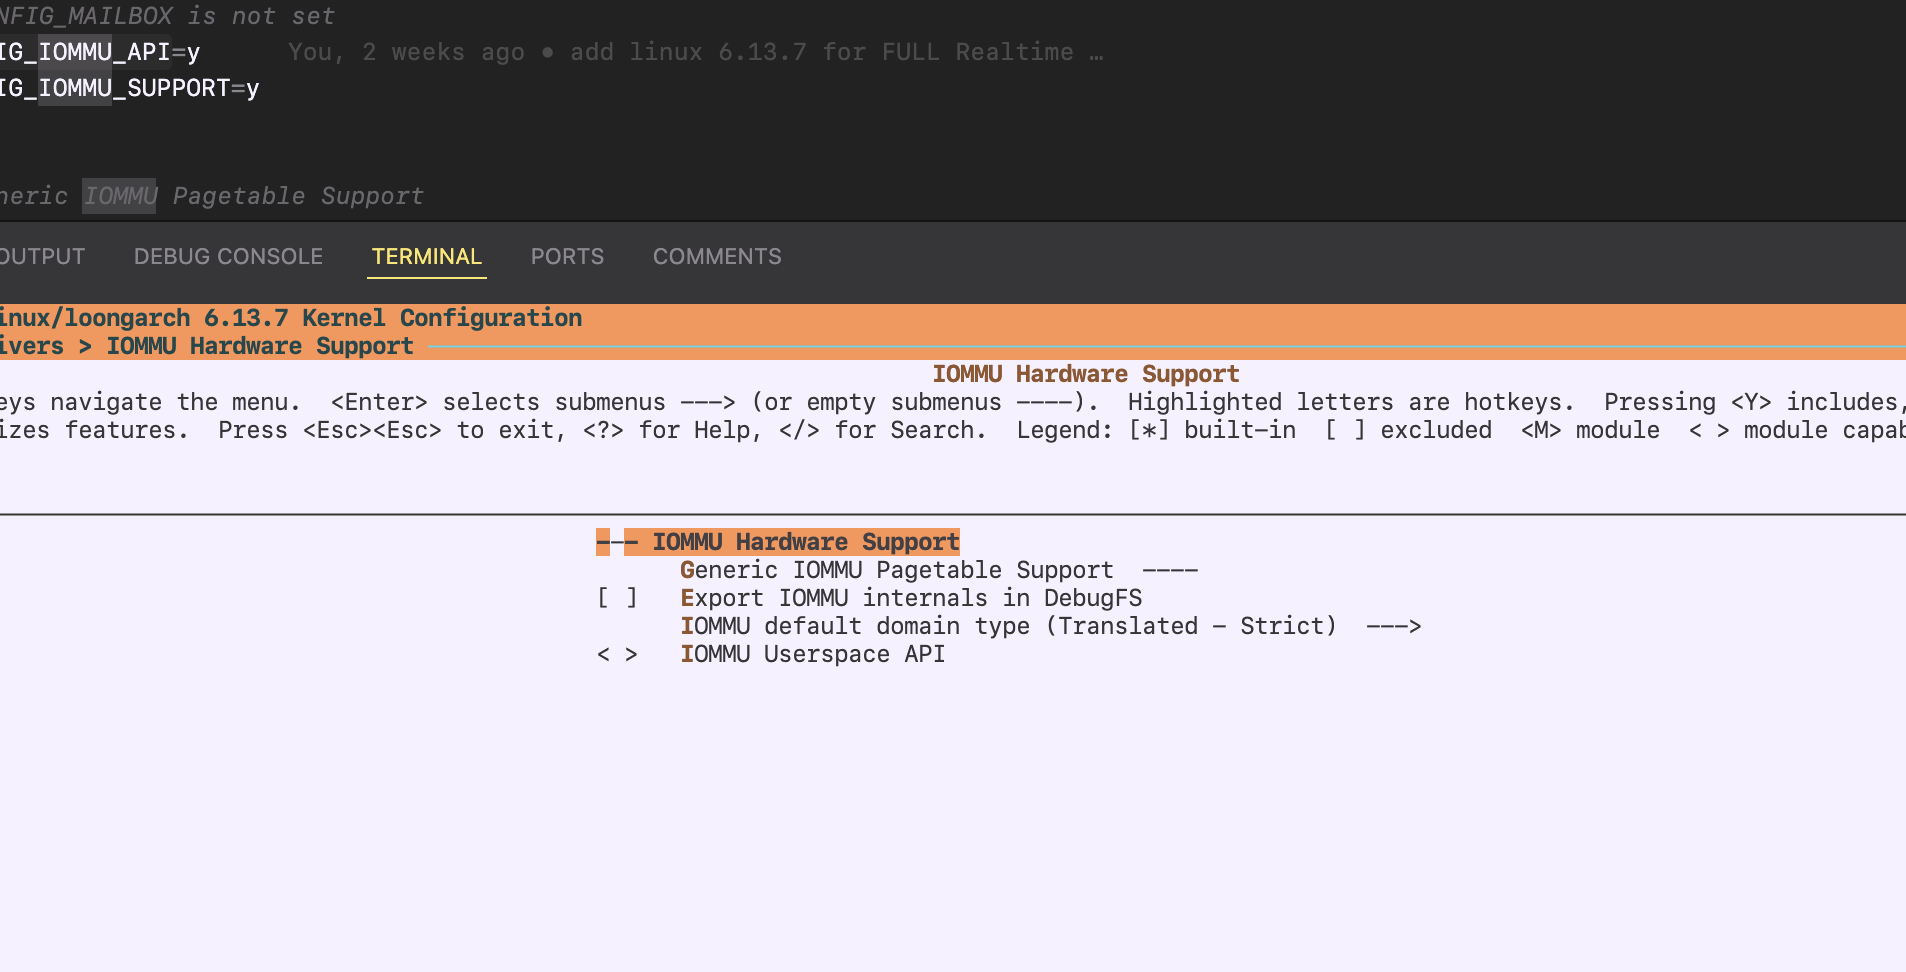 NFIG_MAILBOX is not set
IG_IOMMU_API=y You, 2 weeks ago • add linux 6.13.7 for FULL Realtime …
IG_IOMMU_SUPPORT=y
neric IOMMU Pagetable Support
OUTPUT DEBUG CONSOLE TERMINAL PORTS COMMENTS
inux/loongarch 6.13.7 Kernel Configuration
ivers > IOMMU Hardware Support
IOMMU Hardware Support
eys navigate the menu. <Enter> selects submenus ---> (or empty submenus ----). Highlighted letters are hotkeys. Pressing <Y> includes,
izes features. Press <Esc><Esc> to exit, <?> for Help, </> for Search. Legend: [*] built-in [ ] excluded <M> module < > module capab
--- IOMMU Hardware Support
Generic IOMMU Pagetable Support ----
[ ] Export IOMMU internals in DebugFS
IOMMU default domain type (Translated - Strict) --->
< > IOMMU Userspace API